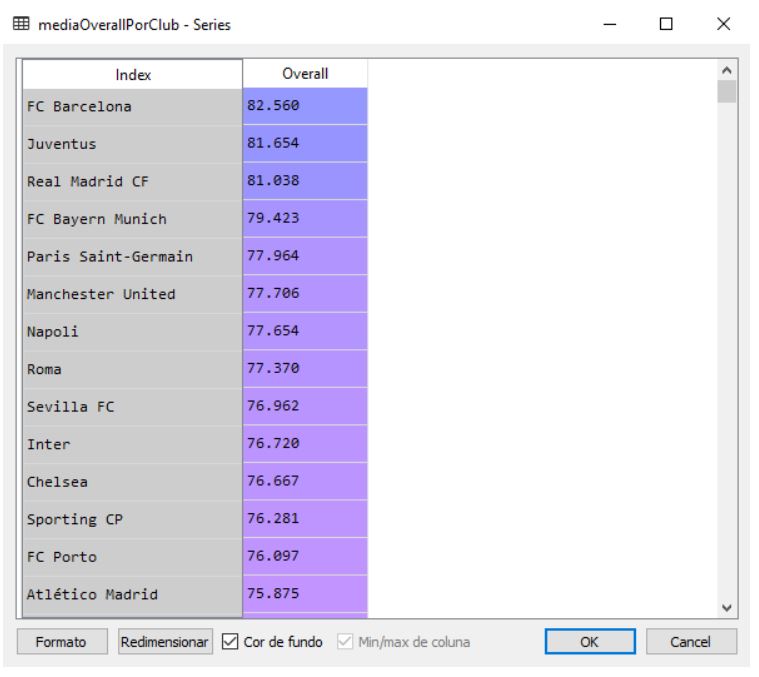 mediaOverallPorClub - Series
Index Overall
FC Barcelona 82.560
Juventus 81.654
Real Madrid CF 81.038
FC Bayern Munich 79.423
Paris Saint-Germain 77.964
Manchester United 77.706
Napoli 77.654
Roma 77.370
Sevilla FC 76.962
Inter 76.720
Chelsea 76.667
Sporting CP 76.281
FC Porto 76.097
Atlético Madrid 75.875
Formato Redimensionar Cor de fundo Min/max de coluna OK Cancel